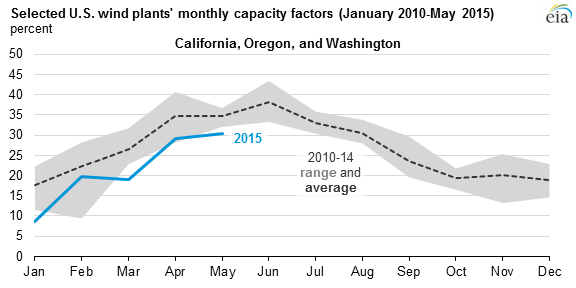 Selected U.S. wind plants' monthly capacity factors (January 2010-May 2015)
percent
eia
California, Oregon, and Washington
50
45
40
35
30
25
20
15
10
5
0
2015
2010-14
range and
average
Jan Feb Mar Apr May Jun Jul Aug Sep Oct Nov Dec